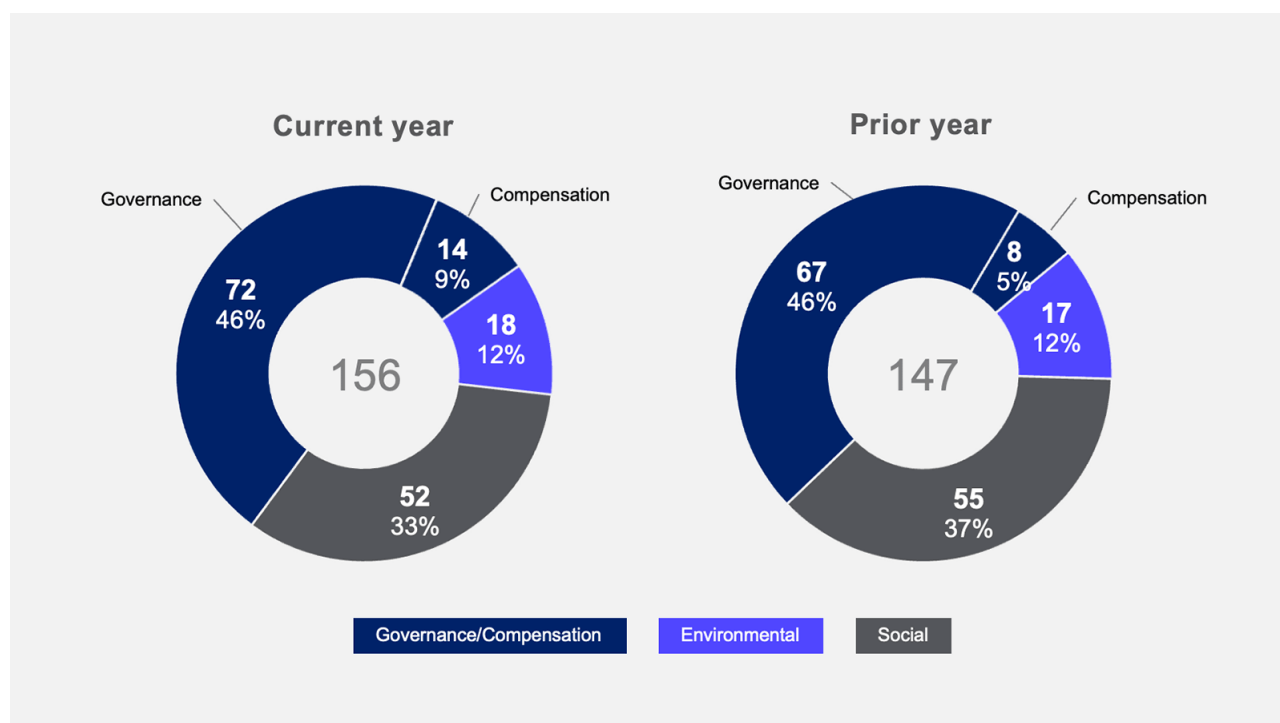 Current year
Governance
Compensation
72
46%
14
9%
18
12%
52
33%
156
Prior year
Governance
Compensation
67
46%
8
5%
17
12%
55
37%
147
Governance/Compensation
Environmental
Social